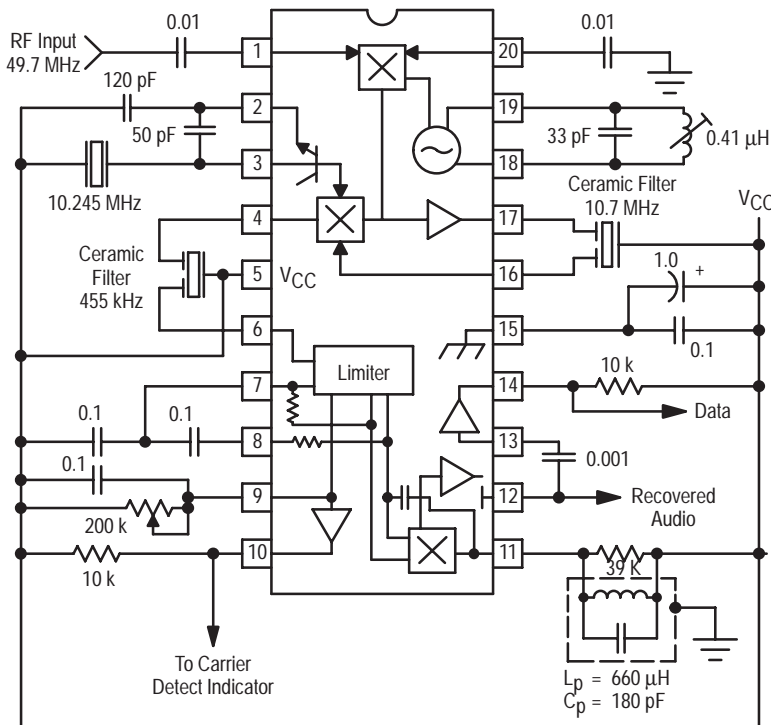 0.01
0.01
RF Input
49.7 MHz
1
20
120 pF
2
19
50 pF
33 pF
0.41 µH
3
18
10.245 MHz
Ceramic Filter
10.7 MHz
VCC
4
17
Ceramic
Filter
455 kHz
5
VCC
16
1.0
+
6
15
0.1
Limiter
10 k
7
14
Data
0.1
0.1
8
13
0.001
0.1
9
12
Recovered
Audio
200 k
10
11
10 k
39 K
To Carrier
Detect Indicator
Lp = 660 µH
Cp = 180 pF